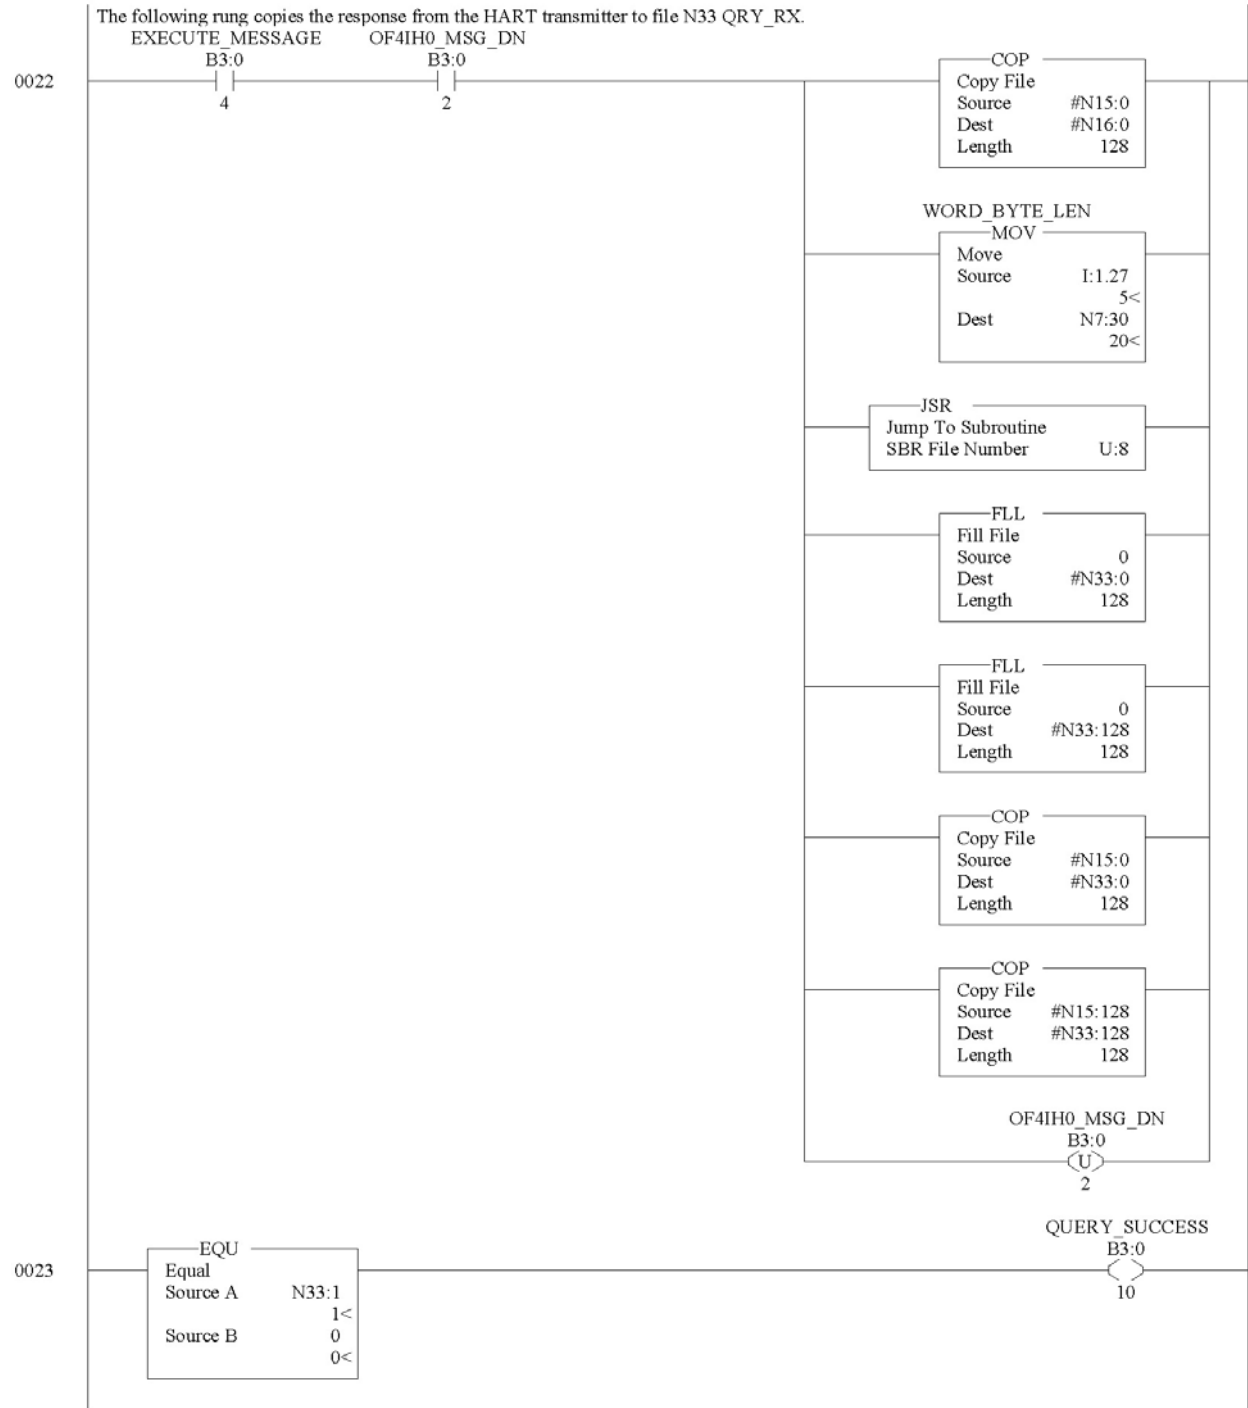 The following rung copies the response from the HART transmitter to file N33 QRY_RX.
EXECUTE_MESSAGE OF4IH0_MSG_DN
B3:0 B3:0
0022
4 2
COP
Copy File
Source #N15:0
Dest #N16:0
Length 128
WORD_BYTE_LEN
MOV
Move
Source I:1.27
5<
Dest N7:30
20<
JSR
Jump To Subroutine
SBR File Number U:8
FLL
Fill File
Source 0
Dest #N33:0
Length 128
FLL
Fill File
Source 0
Dest #N33:128
Length 128
COP
Copy File
Source #N15:0
Dest #N33:0
Length 128
COP
Copy File
Source #N15:128
Dest #N33:128
Length 128
OF4IH0_MSG_DN
B3:0
U
2
0023
EQU
Equal
Source A N33:1
1<
Source B 0
0<
QUERY_SUCCESS
B3:0
10